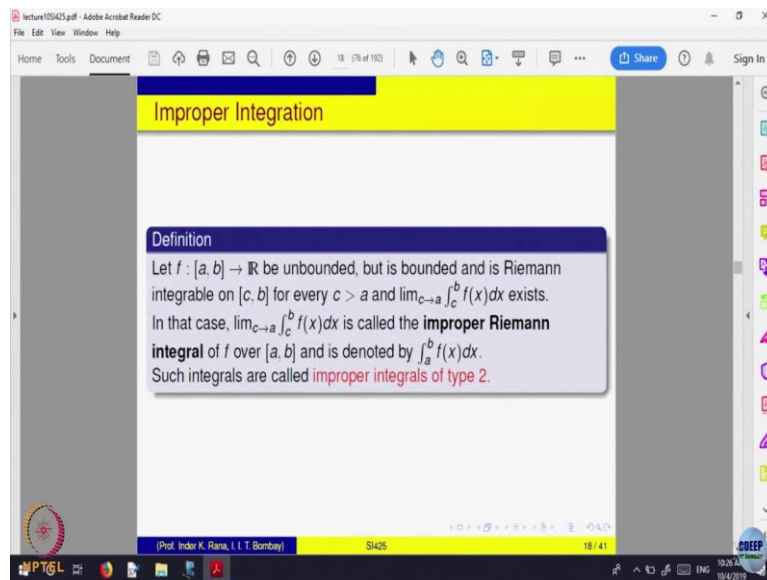 lecture10SI425.pdf - Adobe Acrobat Reader DC
File Edit View Window Help
Home Tools Document 18 (76 of 192) Share Sign In
Improper Integration
Definition
Let f : [a, b] → ℝ be unbounded, but is bounded and is Riemann
integrable on [c, b] for every c > a and lim_{c→a} ∫_c^b f(x)dx exists.
In that case, lim_{c→a} ∫_c^b f(x)dx is called the improper Riemann
integral of f over [a, b] and is denoted by ∫_a^b f(x)dx.
Such integrals are called improper integrals of type 2.
(Prof. Inder K. Rana, I. I. T. Bombay) SI425 18 / 41
NPTEL
CDEEP
IIT BOMBAY
ENG
10:26 AM
10/4/2019